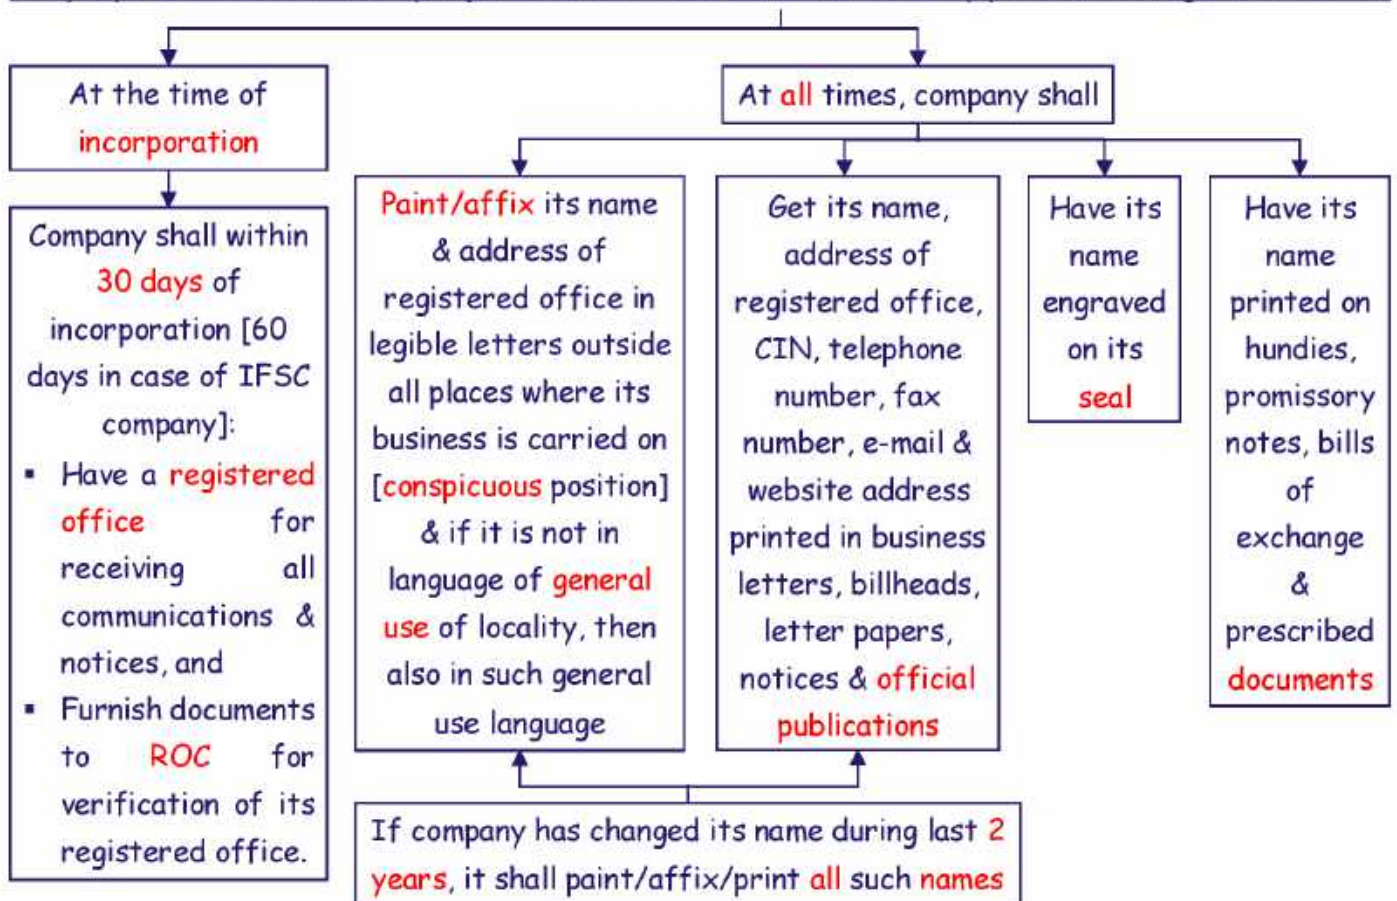 At the time of
incorporation
Company shall within
30 days of
incorporation [60
days in case of IFSC
company]:
▪ Have a registered
office for
receiving all
communications &
notices, and
▪ Furnish documents
to ROC for
verification of its
registered office.
At all times, company shall
Paint/affix its name
& address of
registered office in
legible letters outside
all places where its
business is carried on
[conspicuous position]
& if it is not in
language of general
use of locality, then
also in such general
use language
Get its name,
address of
registered office,
CIN, telephone
number, fax
number, e-mail &
website address
printed in business
letters, billheads,
letter papers,
notices & official
publications
Have its
name
engraved
on its
seal
Have its
name
printed on
hundies,
promissory
notes, bills
of
exchange
&
prescribed
documents
If company has changed its name during last 2
years, it shall paint/affix/print all such names